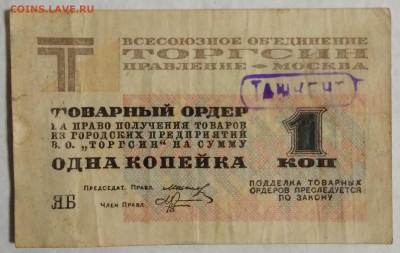 COINS.LAVE.RU
ВСЕСОЮЗНОЕ ОБЪЕДИНЕНИЕ
ТОРГСИН
ПРАВЛЕНИЕ - МОСКВА
Т
ТАШКЕНТ
ТОВАРНЫЙ ОРДЕР
НА ПРАВО ПОЛУЧЕНИЯ ТОВАРОВ
ИЗ ГОРОДСКИХ ПРЕДПРИЯТИЙ
В. О. „ТОРГСИН" НА СУММУ
ОДНА КОПЕЙКА
1
КОП
ПРЕДСЕДАТ. ПРАВЛ.
ЧЛЕН ПРАВЛ.
ЯБ
ПОДДЕЛКА ТОВАРНЫХ
ОРДЕРОВ ПРЕСЛЕДУЕТСЯ
ПО ЗАКОНУ